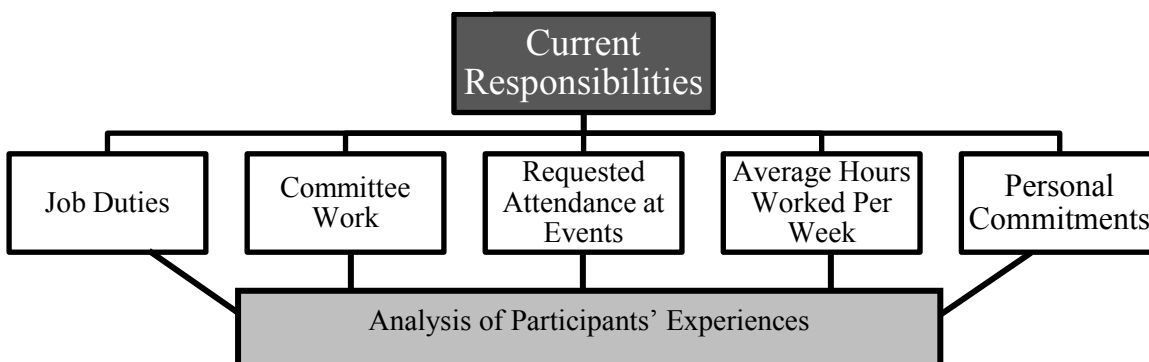 Current
Responsibilities
Job Duties
Committee
Work
Requested
Attendance at
Events
Average Hours
Worked Per
Week
Personal
Commitments
Analysis of Participants’ Experiences